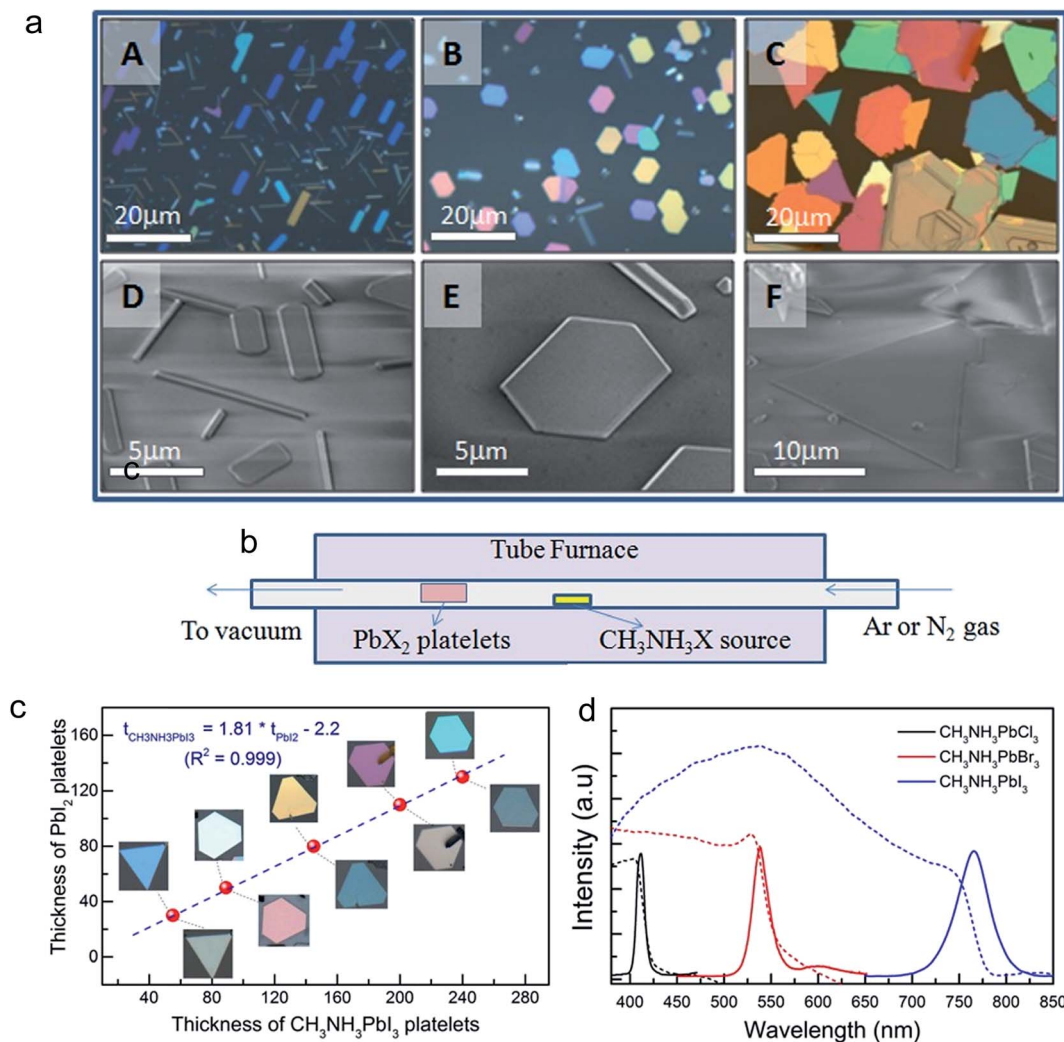 a
A
B
C
20μm
20μm
20μm
D
E
F
5μm
5μm
10μm
c
b
Tube Furnace
To vacuum
PbX₂ platelets
CH₃NH₃X source
Ar or N₂ gas
c
t_CH3NH3PbI3 = 1.81 * t_PbI2 - 2.2
(R² = 0.999)
Thickness of PbI₂ platelets
160
120
80
40
0
40 80 120 160 200 240 280
Thickness of CH₃NH₃PbI₃ platelets
d
CH₃NH₃PbCl₃
CH₃NH₃PbBr₃
CH₃NH₃PbI₃
Intensity (a.u)
400 450 500 550 600 650 700 750 800 850
Wavelength (nm)